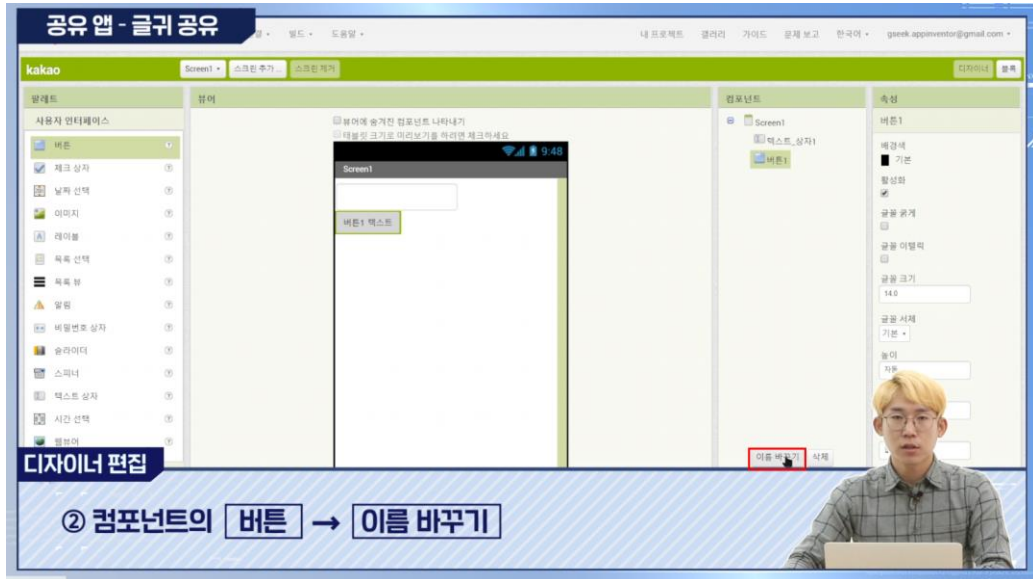 공유 앱 - 글귀 공유
빌드
도움말
내 프로젝트
갤러리
가이드
문제 보고
한국어
gseek.appinventor@gmail.com
kakao
Screen1
스크린 추가 ...
스크린 제거
디자이너
블록
팔레트
뷰어
컴포넌트
속성
사용자 인터페이스
버튼
체크 상자
날짜 선택
이미지
레이블
목록 선택
목록 뷰
알림
비밀번호 상자
슬라이더
스피너
텍스트 상자
시간 선택
웹뷰어
뷰어에 숨겨진 컴포넌트 나타내기
태블릿 크기로 미리보기를 하려면 체크하세요
9:48
Screen1
버튼1 텍스트
Screen1
텍스트_상자1
버튼1
이름 바꾸기
삭제
버튼1
배경색
기본
활성화
글꼴 굵게
글꼴 이탤릭
글꼴 크기
14.0
글꼴 서체
기본
높이
자동
디자이너 편집
② 컴포넌트의 버튼 → 이름 바꾸기